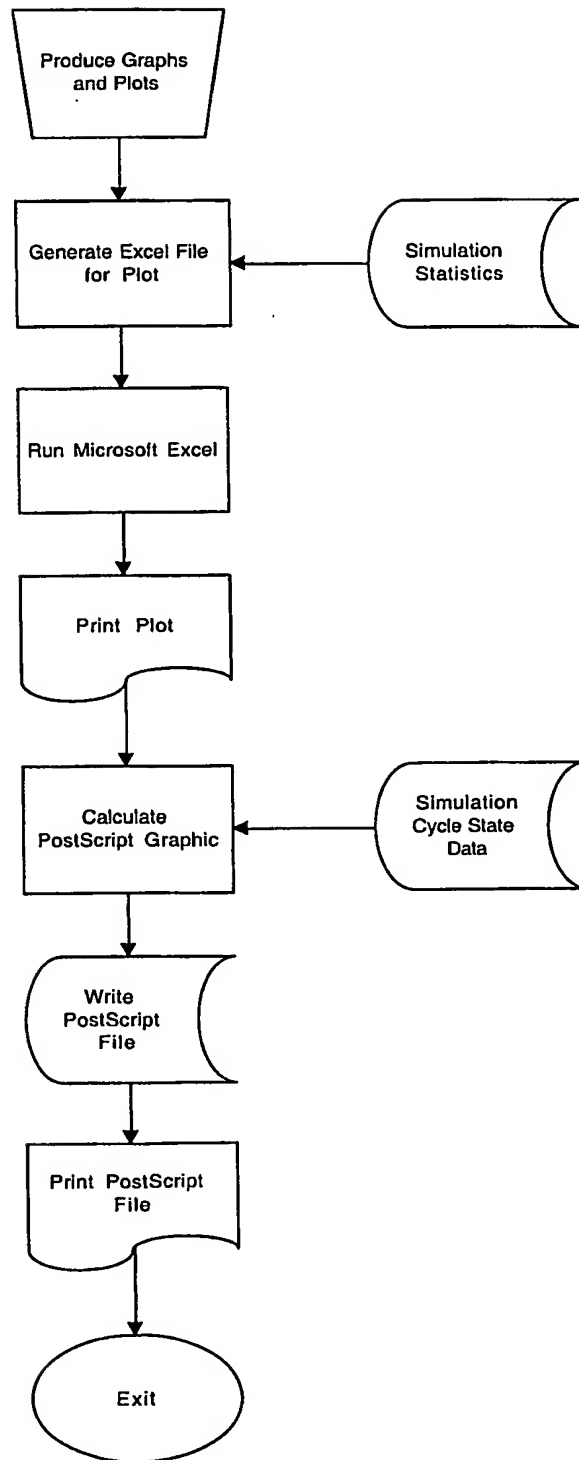 Produce Graphs
and Plots
Generate Excel File
for Plot
Simulation
Statistics
Run Microsoft Excel
Print Plot
Calculate
PostScript Graphic
Simulation
Cycle State
Data
Write
PostScript
File
Print PostScript
File
Exit